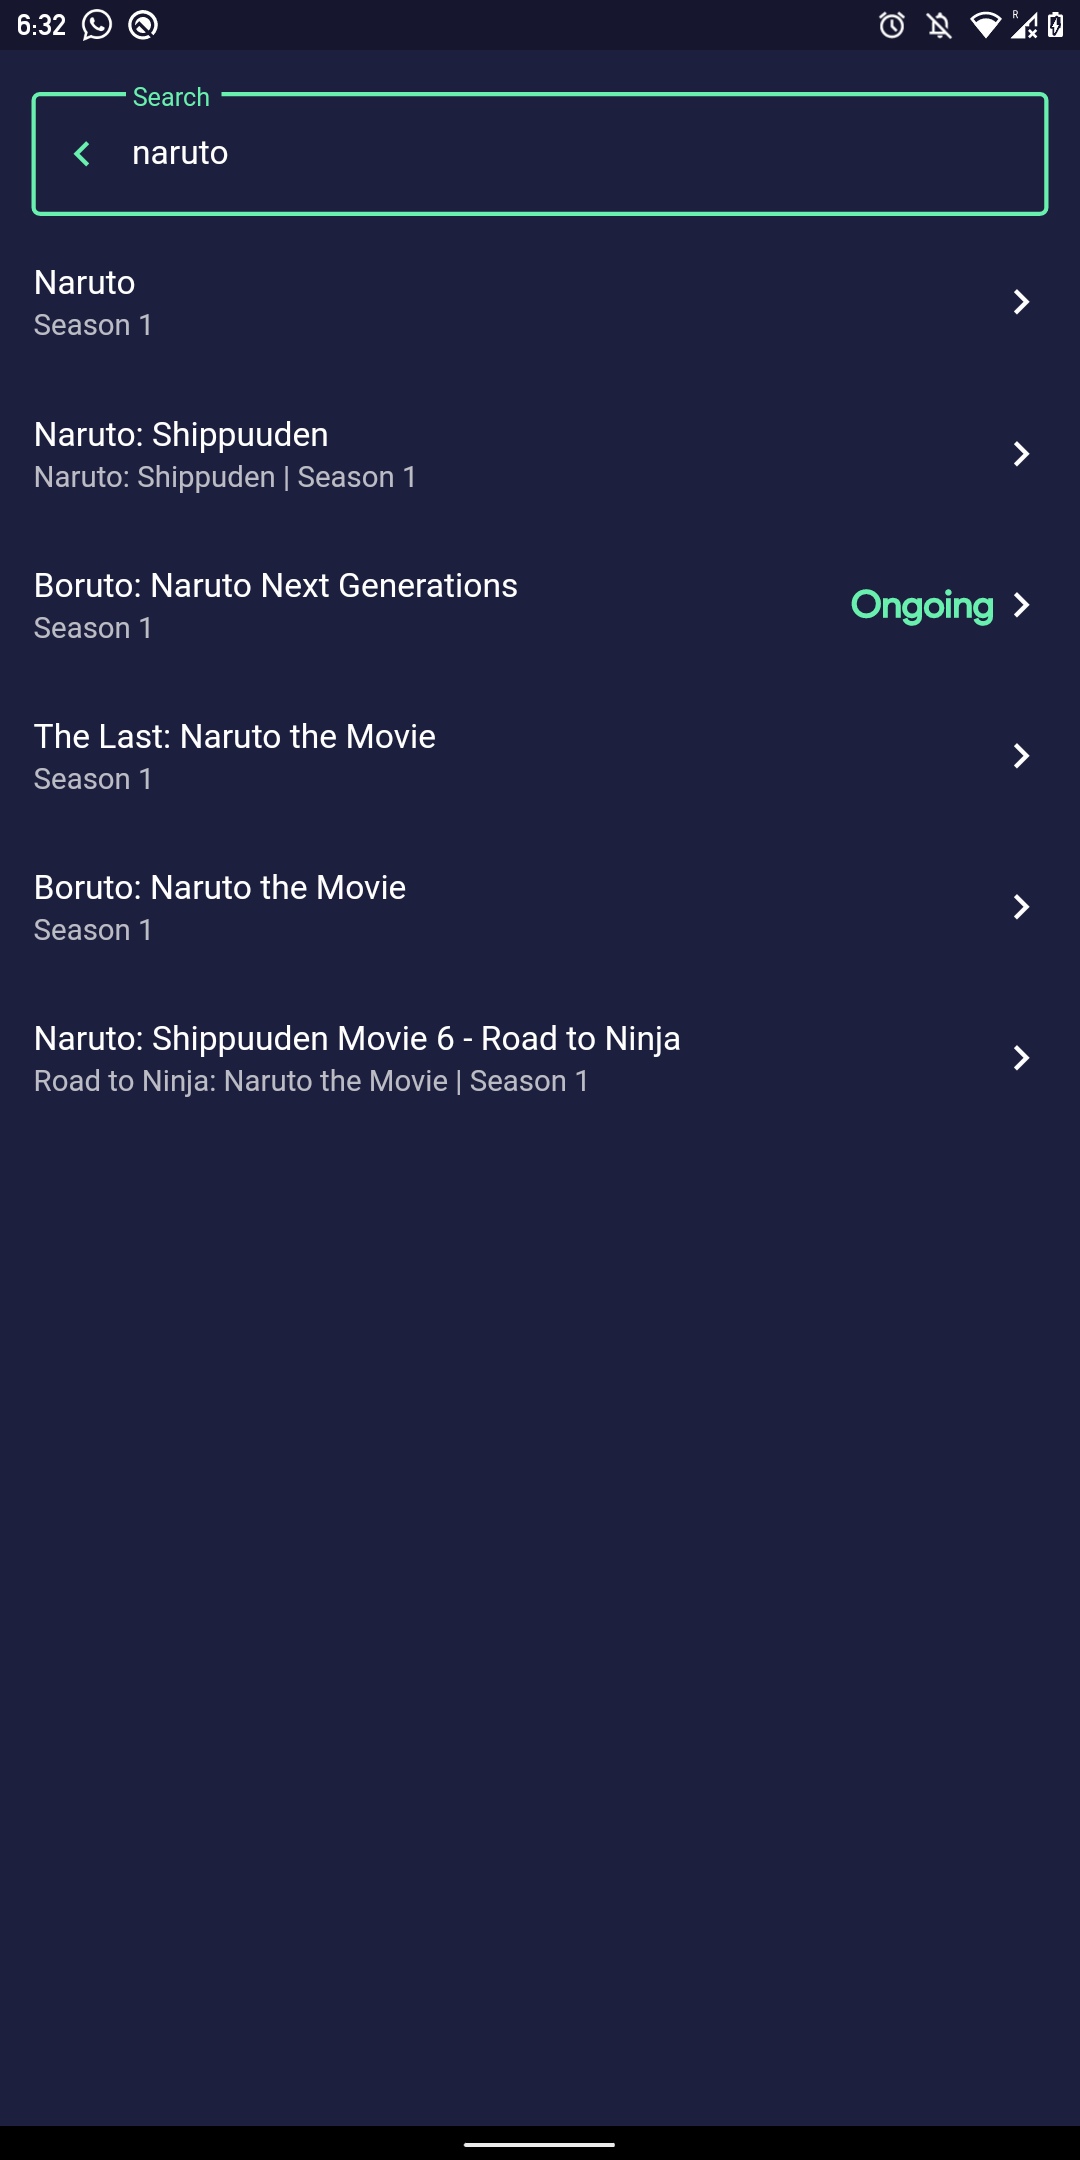 6:32
R
Search
naruto
Naruto
Season 1
Naruto: Shippuuden
Naruto: Shippuden | Season 1
Boruto: Naruto Next Generations
Season 1
Ongoing
The Last: Naruto the Movie
Season 1
Boruto: Naruto the Movie
Season 1
Naruto: Shippuuden Movie 6 - Road to Ninja
Road to Ninja: Naruto the Movie | Season 1